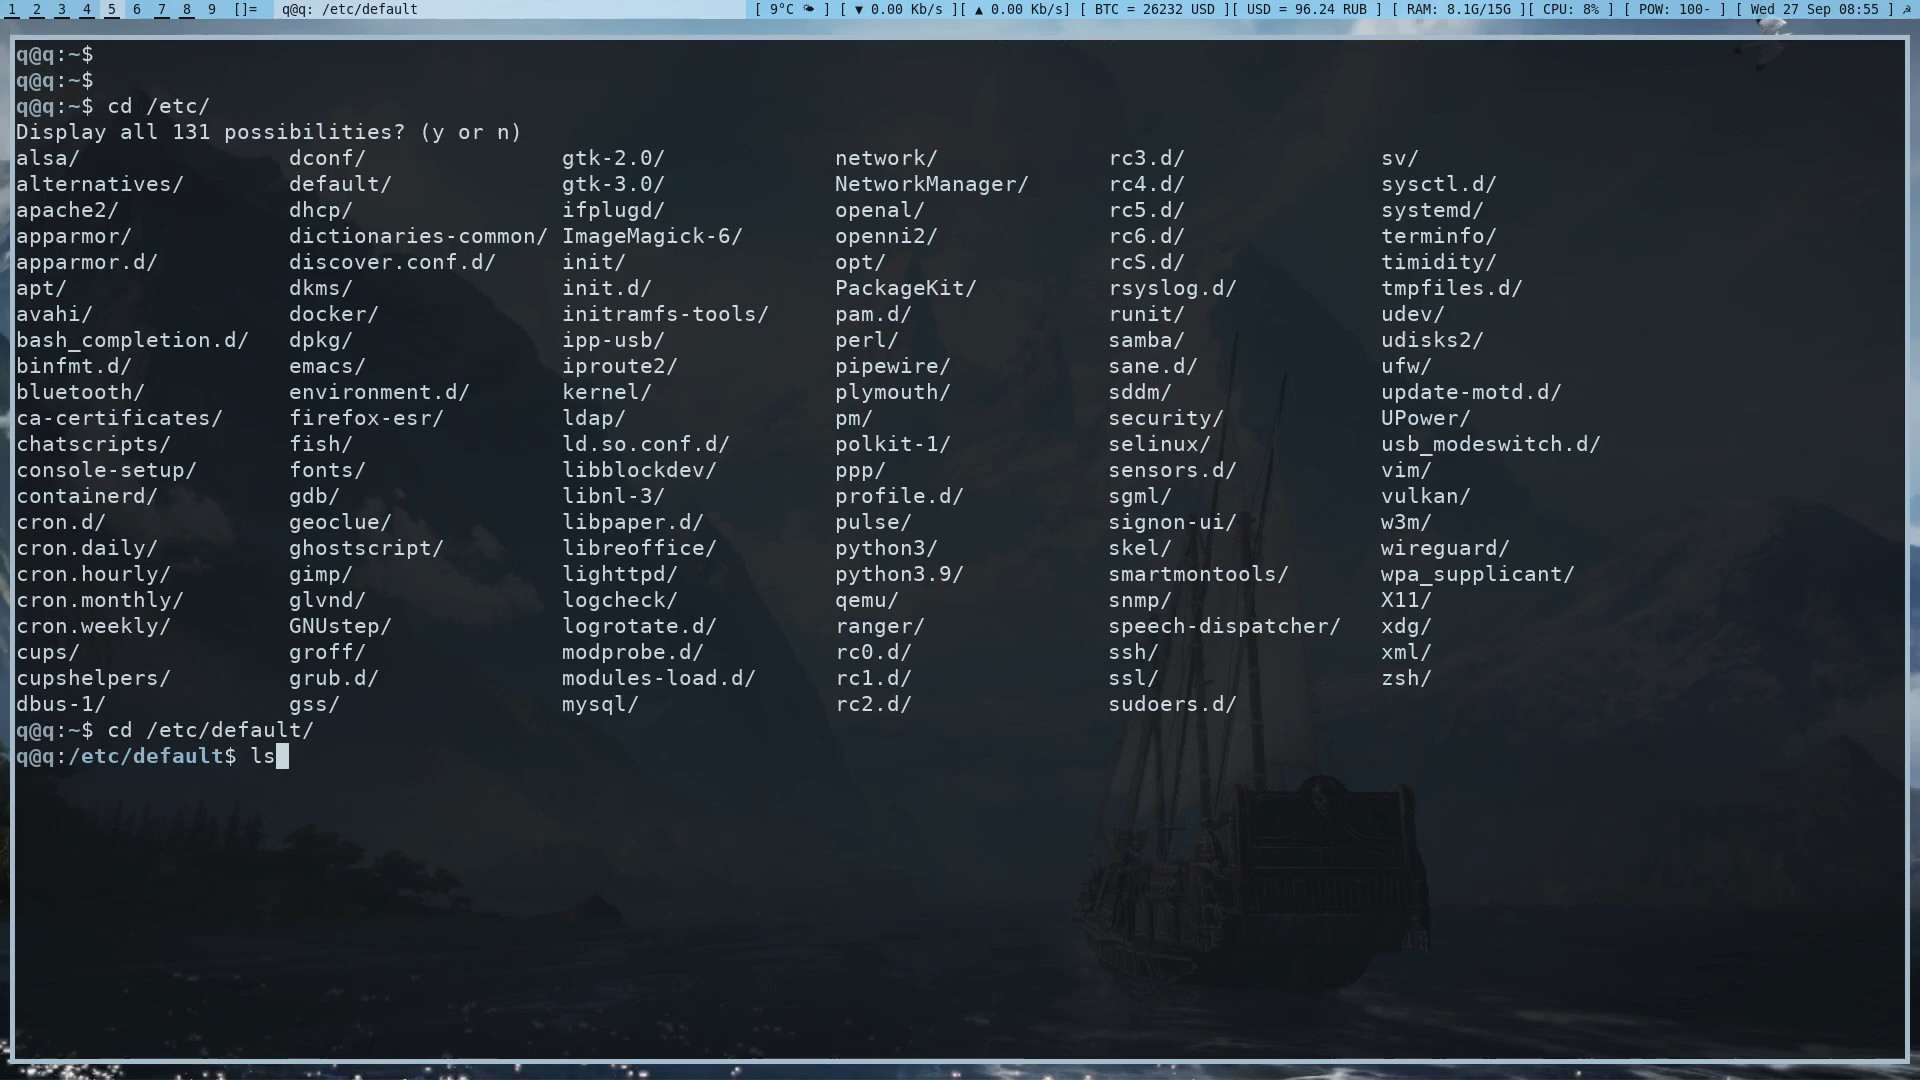 1 2 3 4 5 6 7 8 9 []= q@q: /etc/default [ 9°C 🌤 ] [ ▼ 0.00 Kb/s ][ ▲ 0.00 Kb/s] [ BTC = 26232 USD ][ USD = 96.24 RUB ] [ RAM: 8.1G/15G ][ CPU: 8% ] [ POW: 100- ] [ Wed 27 Sep 08:55 ]
q@q:~$
q@q:~$
q@q:~$ cd /etc/
Display all 131 possibilities? (y or n)
alsa/ dconf/ gtk-2.0/ network/ rc3.d/ sv/
alternatives/ default/ gtk-3.0/ NetworkManager/ rc4.d/ sysctl.d/
apache2/ dhcp/ ifplugd/ openal/ rc5.d/ systemd/
apparmor/ dictionaries-common/ ImageMagick-6/ openni2/ rc6.d/ terminfo/
apparmor.d/ discover.conf.d/ init/ opt/ rcS.d/ timidity/
apt/ dkms/ init.d/ PackageKit/ rsyslog.d/ tmpfiles.d/
avahi/ docker/ initramfs-tools/ pam.d/ runit/ udev/
bash_completion.d/ dpkg/ ipp-usb/ perl/ samba/ udisks2/
binfmt.d/ emacs/ iproute2/ pipewire/ sane.d/ ufw/
bluetooth/ environment.d/ kernel/ plymouth/ sddm/ update-motd.d/
ca-certificates/ firefox-esr/ ldap/ pm/ security/ UPower/
chatscripts/ fish/ ld.so.conf.d/ polkit-1/ selinux/ usb_modeswitch.d/
console-setup/ fonts/ libblockdev/ ppp/ sensors.d/ vim/
containerd/ gdb/ libnl-3/ profile.d/ sgml/ vulkan/
cron.d/ geoclue/ libpaper.d/ pulse/ signon-ui/ w3m/
cron.daily/ ghostscript/ libreoffice/ python3/ skel/ wireguard/
cron.hourly/ gimp/ lighttpd/ python3.9/ smartmontools/ wpa_supplicant/
cron.monthly/ glvnd/ logcheck/ qemu/ snmp/ X11/
cron.weekly/ GNUstep/ logrotate.d/ ranger/ speech-dispatcher/ xdg/
cups/ groff/ modprobe.d/ rc0.d/ ssh/ xml/
cupshelpers/ grub.d/ modules-load.d/ rc1.d/ ssl/ zsh/
dbus-1/ gss/ mysql/ rc2.d/ sudoers.d/
q@q:~$ cd /etc/default/
q@q:/etc/default$ ls